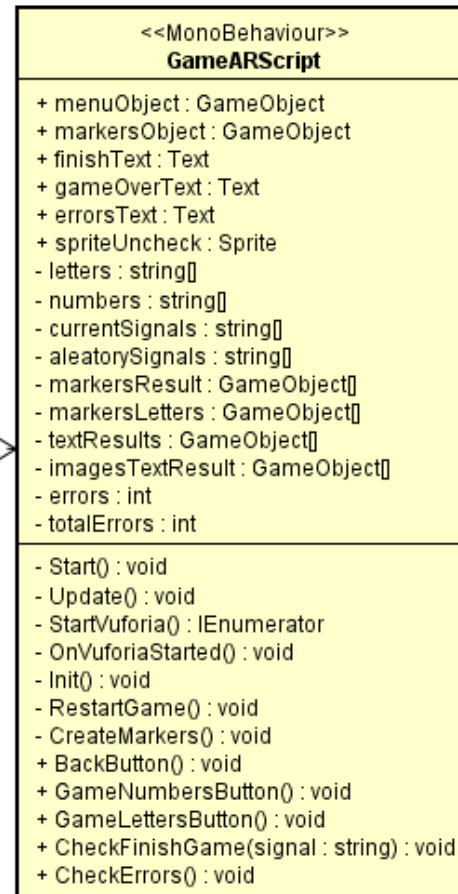 <<MonoBehaviour>>
GameARScript
+ menuObject : GameObject
+ markersObject : GameObject
+ finishText : Text
+ gameOverText : Text
+ errorsText : Text
+ spriteUncheck : Sprite
- letters : string[]
- numbers : string[]
- currentSignals : string[]
- aleatorySignals : string[]
- markersResult : GameObject[]
- markersLetters : GameObject[]
- textResults : GameObject[]
- imagesTextResult : GameObject[]
- errors : int
- totalErrors : int
- Start() : void
- Update() : void
- StartVuforia() : IEnumerator
- OnVuforiaStarted() : void
- Init() : void
- RestartGame() : void
- CreateMarkers() : void
+ BackButton() : void
+ GameNumbersButton() : void
+ GameLettersButton() : void
+ CheckFinishGame(signal : string) : void
+ CheckErrors() : void